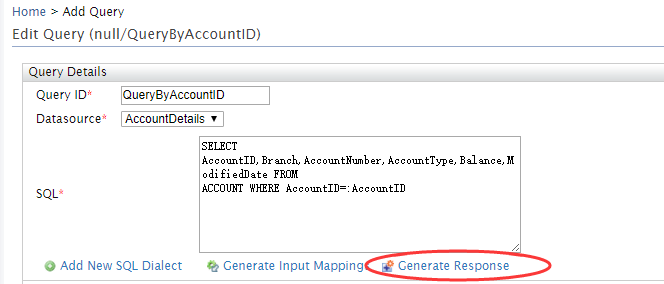 Home > Add Query
Edit Query (null/QueryByAccountID)
Query Details
Query ID* QueryByAccountID
Datasource* AccountDetails
SELECT
AccountID,Branch,AccountNumber,AccountType,Balance,M
odifiedDate FROM
ACCOUNT WHERE AccountID=:AccountID
SQL*
Add New SQL Dialect Generate Input Mapping Generate Response